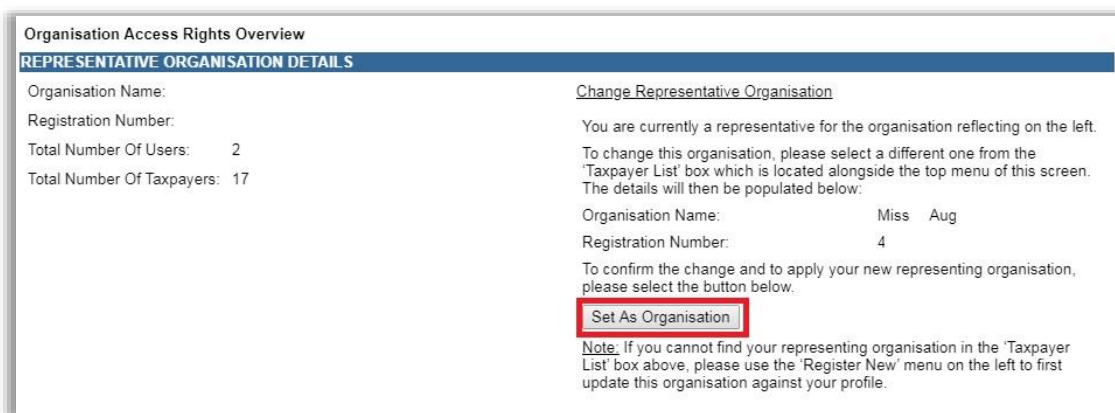 Organisation Access Rights Overview
REPRESENTATIVE ORGANISATION DETAILS
Organisation Name:
Registration Number:
Total Number Of Users: 2
Total Number Of Taxpayers: 17
Change Representative Organisation
You are currently a representative for the organisation reflecting on the left.
To change this organisation, please select a different one from the
‘Taxpayer List’ box which is located alongside the top menu of this screen.
The details will then be populated below:
Organisation Name: Miss Aug
Registration Number: 4
To confirm the change and to apply your new representing organisation,
please select the button below.
Set As Organisation
Note: If you cannot find your representing organisation in the ‘Taxpayer
List’ box above, please use the ‘Register New’ menu on the left to first
update this organisation against your profile.